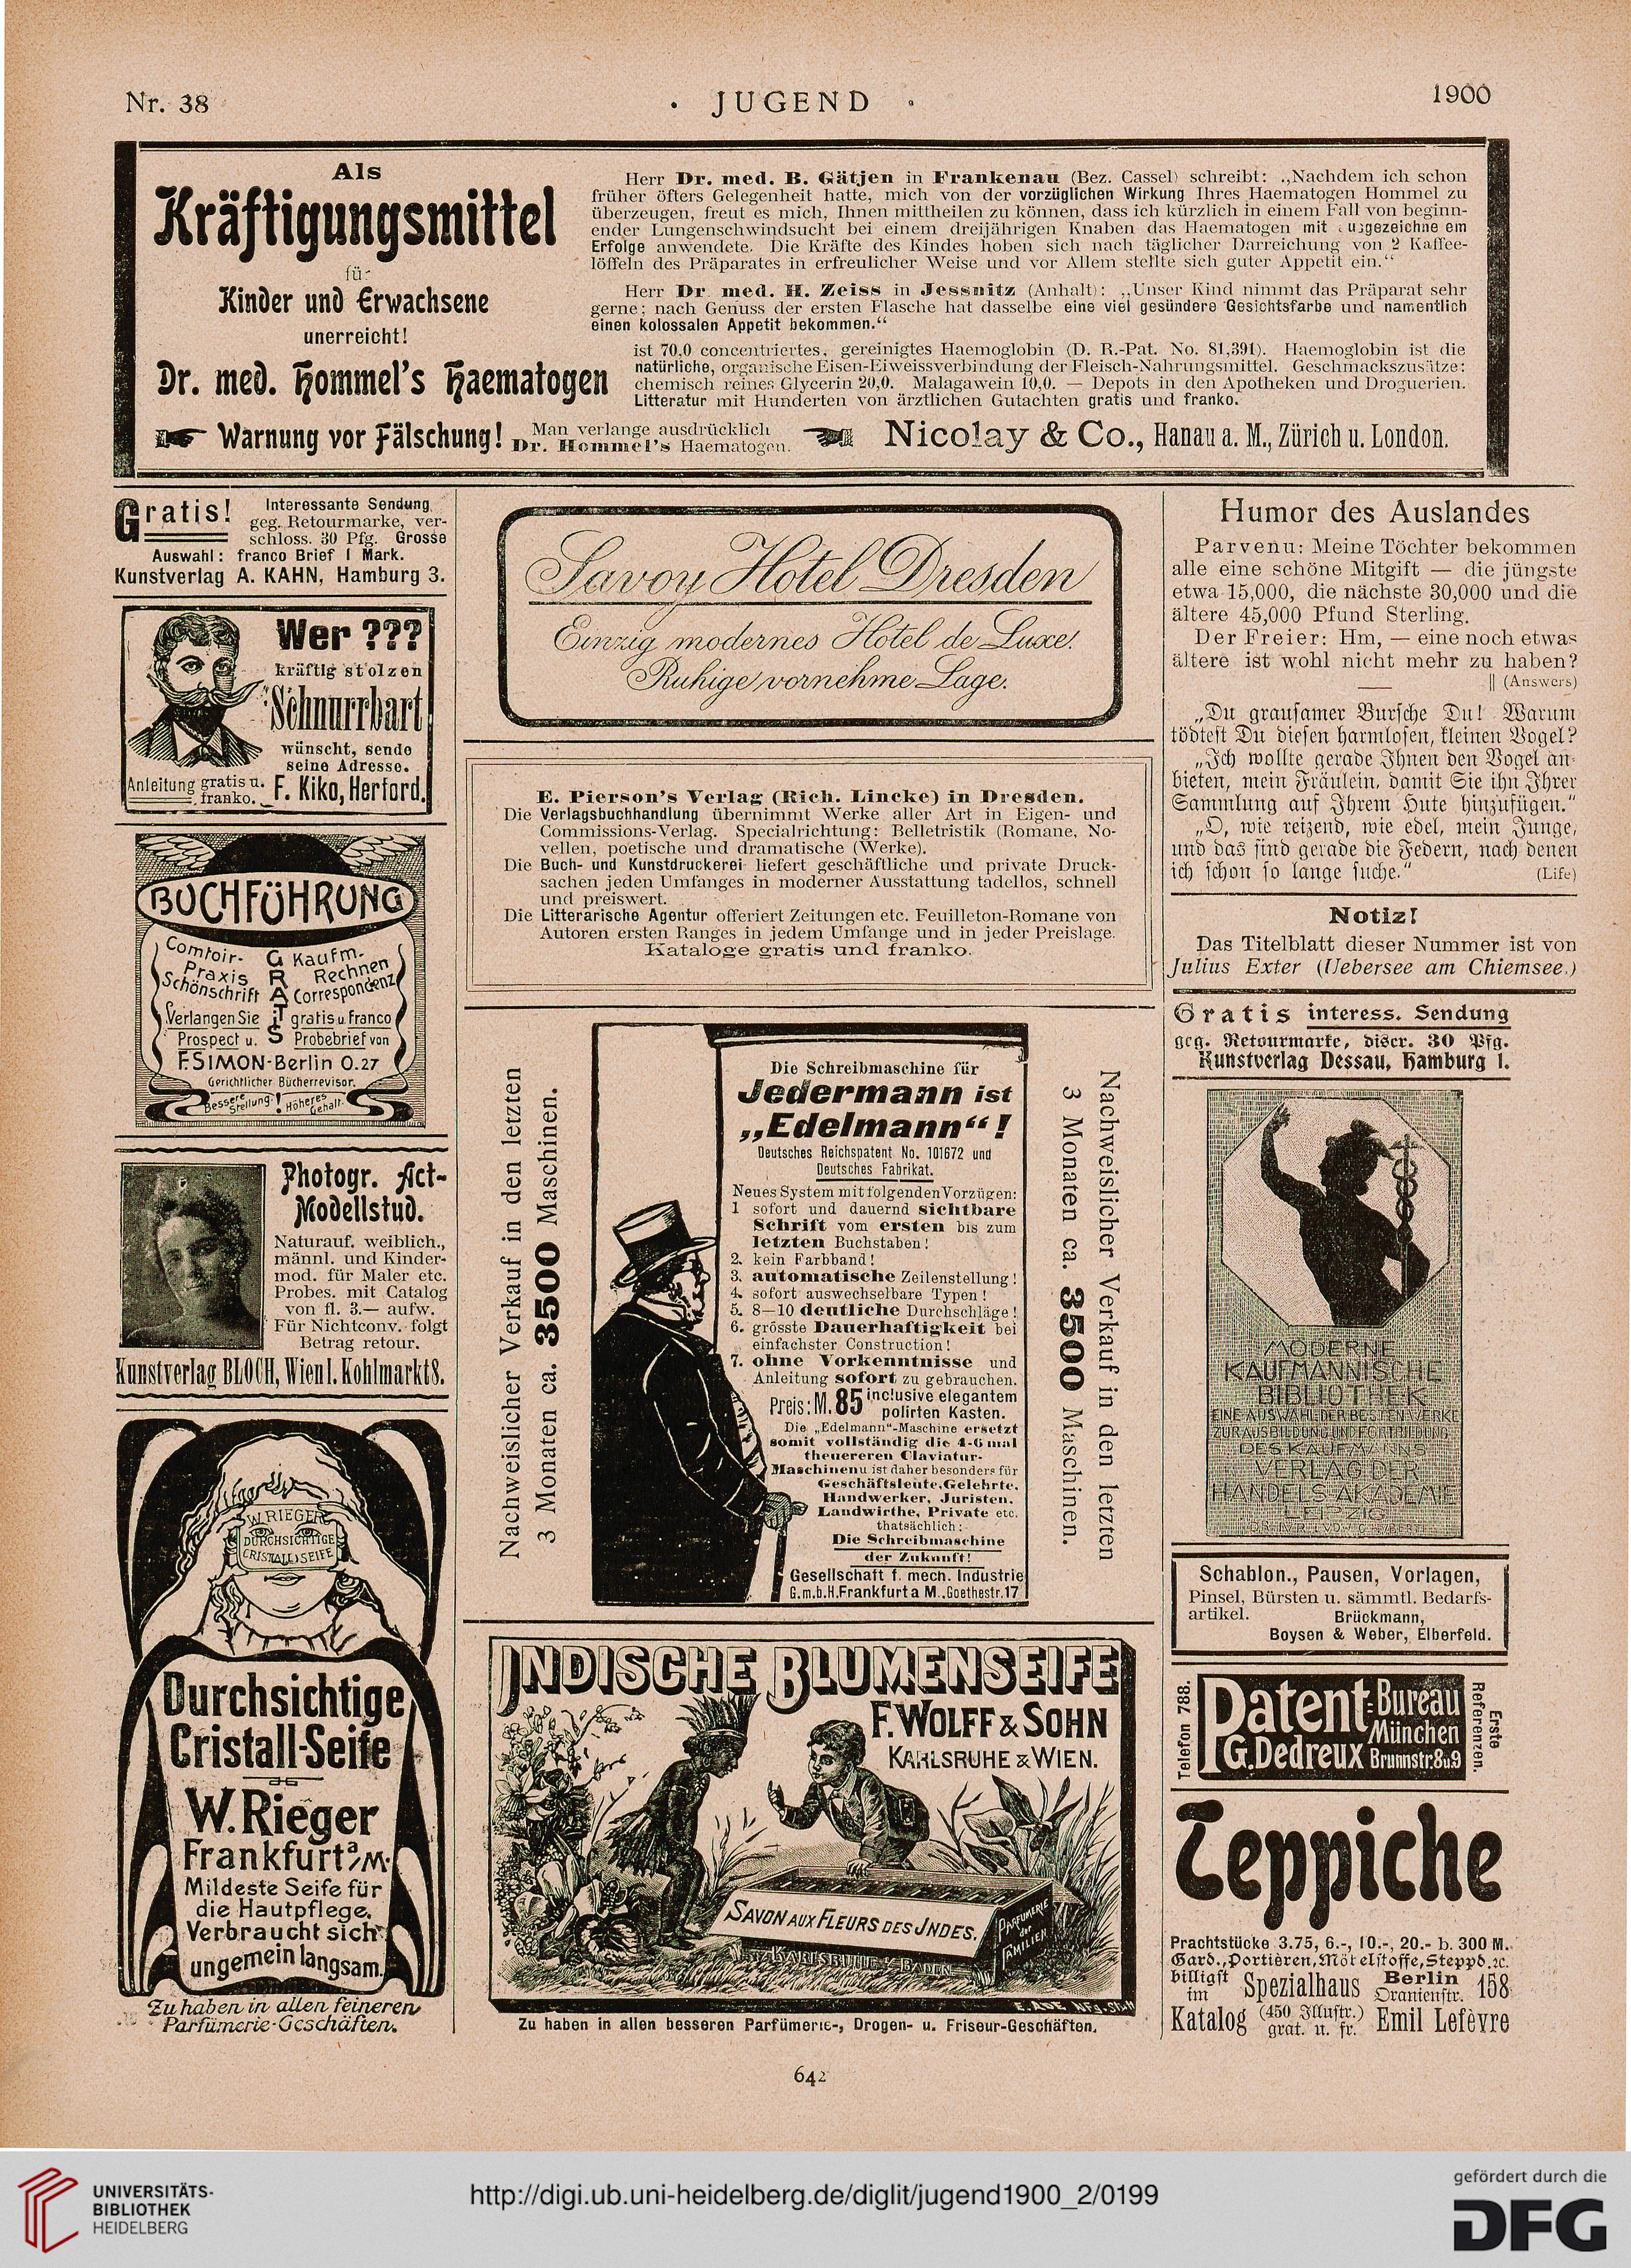 Nr. 38
· JUGEND ·
1900
Als
Kräftigungsmittel
für
Kinder und Erwachsene
unerreicht!
Herr Dr. med. B. Gätjen in Frankenau (Bez. Cassel) schreibt: „Nachdem ich schon
früher öfters Gelegenheit hatte, mich von der vorzüglichen Wirkung Ihres Haematogen Hommel zu
überzeugen, freut es mich, Ihnen mittheilen zu können, dass ich kürzlich in einem Fall von beginn-
ender Lungenschwindsucht bei einem dreijährigen Knaben das Haematogen mit ausgezeichne em
Erfolge anwendete. Die Kräfte des Kindes hoben sich nach täglicher Darreichung von 2 Kaffee-
löffeln des Präparates in erfreulicher Weise und vor Allem stellte sich guter Appetit ein.“
Herr Dr med. H. Zeiss in Jessnitz (Anhalt): „Unser Kind nimmt das Präparat sehr
gerne; nach Genuss der ersten Flasche hat dasselbe eine viel gesündere Gesichtsfarbe und namentlich
einen kolossalen Appetit bekommen.“
Dr. med. Hommel's Haematogen
ist 70,0 concentriertes, gereinigtes Haemoglobin (D. R.-Pat. No. 81,391). Haemoglobin ist die
natürliche, organische Eisen-Eiweissverbindung der Fleisch-Nahrungsmittel. Geschmackszusätze:
chemisch reines Glycerin 20,0. Malagawein 10,0. — Depots in den Apotheken und Droguerien.
Litteratur mit Hunderten von ärztlichen Gutachten gratis und franko.
Warnung vor Fälschung!
Man verlange ausdrücklich
Dr. Hommel's Haematogen.
Nicolay & Co., Hanau a. M., Zürich u. London.
Gratis! Interessante Sendung
geg. Retourmarke, ver-
schloss. 30 Pfg. Grosse
Auswahl: franco Brief 1 Mark.
Kunstverlag A. KAHN, Hamburg 3.
Wer ???
kräftig stolzen
Schnurrbart
wünscht, sende
seine Adresse.
Anleitung gratis u. franko. F. Kiko, Herford.
BUCHFÜHRUNG
Comtoir-
Praxis
Schönschrift
GRATIS
Kaufm.
Rechnen
Correspondenz
Verlangen Sie gratis u. franco
Prospect u. Probebrief von
F. SIMON-Berlin O.27
Gerichtlicher Bücherrevisor.
Bessere Stellung! Höheres Gehalt.
Photogr. Act-
Modellstud.
Naturauf. weiblich.,
männl. und Kinder-
mod. für Maler etc.
Probes. mit Catalog
von fl. 3.— aufw.
Für Nichtconv. folgt
Betrag retour.
Kunstverlag BLOCH, Wien I. Kohlmarkt 8.
W. RIEGER
DURCHSICHTIGE
CRISTALL SEIFE
Durchsichtige
Cristall-Seife
W. Rieger
Frankfurt a/M.
Mildeste Seife für
die Hautpflege.
Verbraucht sich
ungemein langsam.
Zu haben in allen feineren
Parfümerie-Geschäften.
Savoy Hotel Dresden
Einzig modernes Hotel de Luxe!
Ruhige, vornehme Lage.
E. Pierson's Verlag (Rich. Lincke) in Dresden.
Die Verlagsbuchhandlung übernimmt Werke aller Art in Eigen- und
Commissions-Verlag. Specialrichtung: Belletristik (Romane, No-
vellen, poetische und dramatische (Werke).
Die Buch- und Kunstdruckerei liefert geschäftliche und private Druck-
sachen jeden Umfanges in moderner Ausstattung tadellos, schnell
und preiswert.
Die Litterarische Agentur offeriert Zeitungen etc. Feuilleton-Romane von
Autoren ersten Ranges in jedem Umfange und in jeder Preislage.
Kataloge gratis und franko.
Nachweislicher Verkauf in den letzten
3 Monaten ca. 3500 Maschinen.
Die Schreibmaschine für
Jedermann ist
„Edelmann“!
Deutsches Reichspatent No. 101672 und
Deutsches Fabrikat.
Neues System mit folgenden Vorzügen:
1 sofort und dauernd sichtbare
Schrift vom ersten bis zum
letzten Buchstaben!
2. kein Farbband!
3. automatische Zeilenstellung!
4. sofort auswechselbare Typen!
5. 8—10 deutliche Durchschläge!
6. grösste Dauerhaftigkeit bei
einfachster Construction!
7. ohne Vorkenntnisse und
Anleitung sofort zu gebrauchen.
Preis: M. 85 inclusive elegantem
polirten Kasten.
Die „Edelmann“-Maschine ersetzt
somit vollständig die 4-6 mal
theuereren Claviatur-
Maschinen u ist daher besonders für
Geschäftsleute, Gelehrte,
Handwerker, Juristen,
Landwirthe, Private etc.
thatsächlich:
Die Schreibmaschine
der Zukunft!
Gesellschaft f. mech. Industrie
G.m.b.H. Frankfurt a M., Goethestr. 17
Nachweislicher Verkauf in den letzten
3 Monaten ca. 3500 Maschinen.
INDISCHE BLUMENSEIFE
F. WOLFF & SOHN
KARLSRUHE & WIEN.
SAVON AUX FLEURS DES INDES.
PARFUMERIE
der
FAMILIEN
KARLSRUHE BADEN
Zu haben in allen besseren Parfümerie-, Drogen- u. Friseur-Geschäften.
Humor des Auslandes
Parvenu: Meine Töchter bekommen
alle eine schöne Mitgift — die jüngste
etwa 15,000, die nächste 30,000 und die
ältere 45,000 Pfund Sterling.
Der Freier: Hm, — eine noch etwas
ältere ist wohl nicht mehr zu haben?
(Answers)
„Du grausamer Bursche Du! Warum
tödtest Du diesen harmlosen, kleinen Vogel?
„Ich wollte gerade Ihnen den Vogel an-
bieten, mein Fräulein, damit Sie ihn Ihrer
Sammlung auf Ihrem Hute hinzufügen.“
„O, wie reizend, wie edel, mein Junge,
und das sind gerade die Federn, nach denen
ich schon so lange suche.“ (Life)
Notiz!
Das Titelblatt dieser Nummer ist von
Julius Exter (Uebersee am Chiemsee.)
Gratis interess. Sendung
geg. Retourmarke, discr. 30 Pfg.
Kunstverlag Dessau, Hamburg 1.
MODERNE
KAUFMANNISCHE
BIBLIOTHEK
EINE AUSWAHL DER BESTEN WERKE
ZUR AUSBILDUNG UND FORTBILDUNG
DES KAUFMANNS
VERLAG DER
HANDELS-AKADEMIE
LEIPZIG
Schablon., Pausen, Vorlagen,
Pinsel, Bürsten u. sämmtl. Bedarfs-
artikel. Brückmann,
Boysen & Weber, Elberfeld.
Telefon 788.
Patent-Bureau
München
G. Dedreux Brunnstr. 8 u. 9
Erste
Referenzen.
Teppiche
Prachtstücke 3.75, 6.-, 10.-, 20.- b. 300 M.
Gard., Portièren, Möbelstoffe, Steppd. 2c.
billigst im Spezialhaus Berlin Oranienstr. 158
Katalog (450 Illustr.) grat. u. fr. Emil Lefèvre
642
UNIVERSITÄTS-
BIBLIOTHEK
HEIDELBERG
http://digi.ub.uni-heidelberg.de/diglit/jugend1900_2/0199
gefördert durch die
DFG